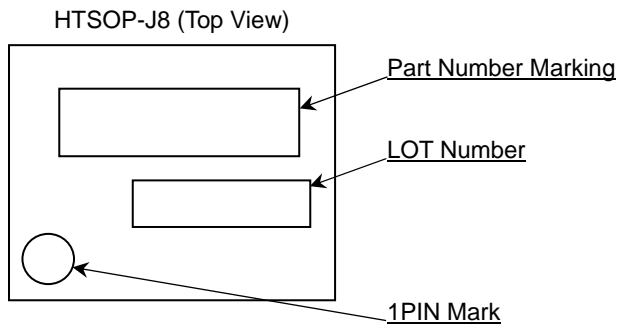 HTSOP-J8 (Top View)
Part Number Marking
LOT Number
1PIN Mark